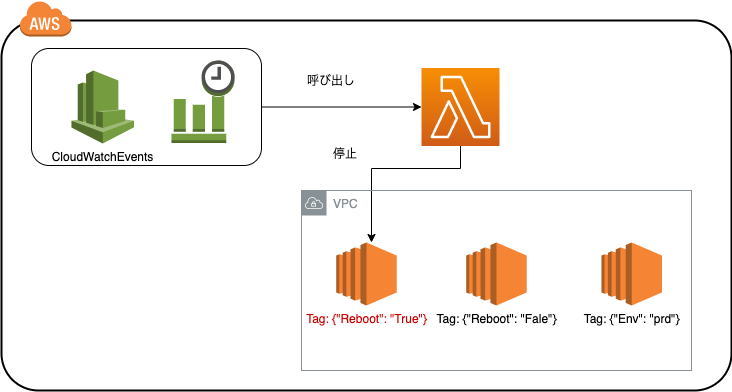 AWS
呼び出し
CloudWatchEvents
停止
VPC
Tag: {"Reboot": "True"}
Tag: {"Reboot": "Fale"}
Tag: {"Env": "prd"}